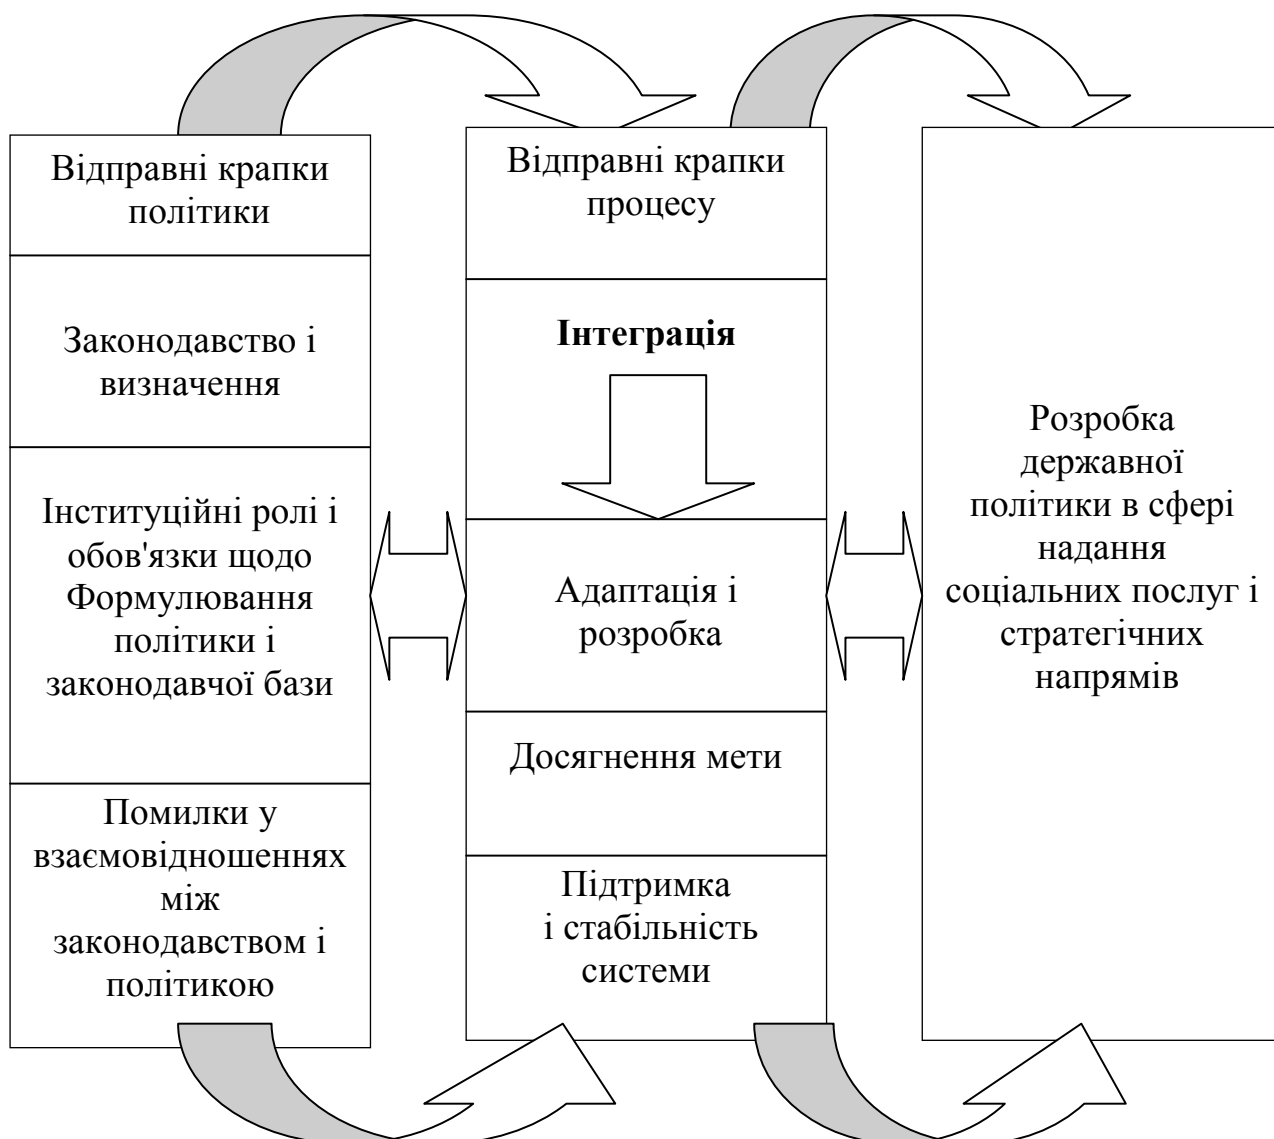 Відправні крапки
політики
Законодавство і
визначення
Інституційні ролі і
обов'язки щодо
Формулювання
політики і
законодавчої бази
Помилки у
взаємовідношеннях
між
законодавством і
політикою
Відправні крапки
процесу
Інтеграція
Адаптація і
розробка
Досягнення мети
Підтримка
і стабільність
системи
Розробка
державної
політики в сфері
надання
соціальних послуг і
стратегічних
напрямів